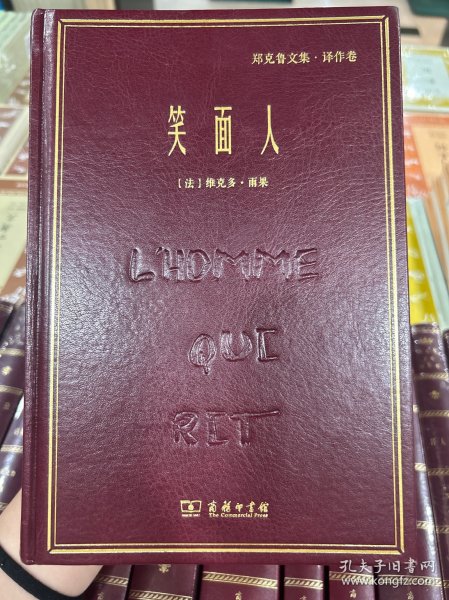 郑克鲁文集·译作卷
笑面人
［法］维克多·雨果
L'HOMME
QUI
RIT
商务印书馆
The Commercial Press
孔夫子旧书网
www.kongfz.com